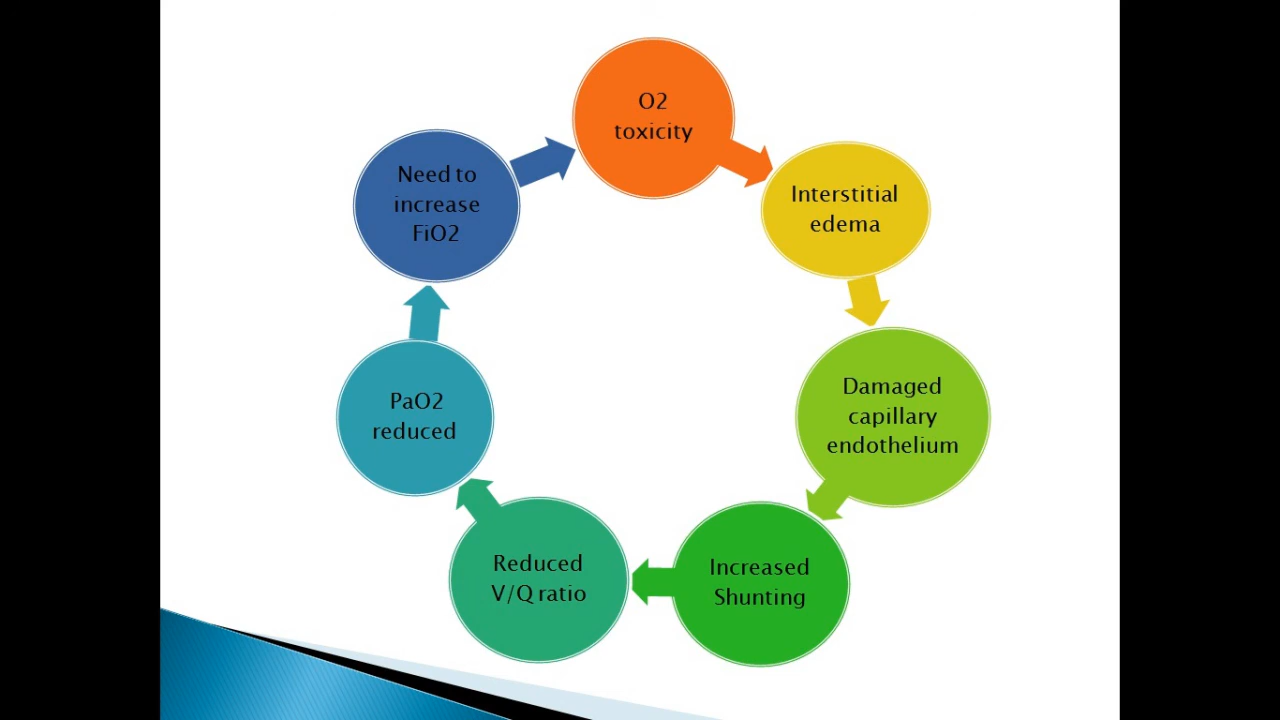 O2
toxicity
Interstitial
edema
Damaged
capillary
endothelium
Increased
Shunting
Reduced
V/Q ratio
PaO2
reduced
Need to
increase
FiO2